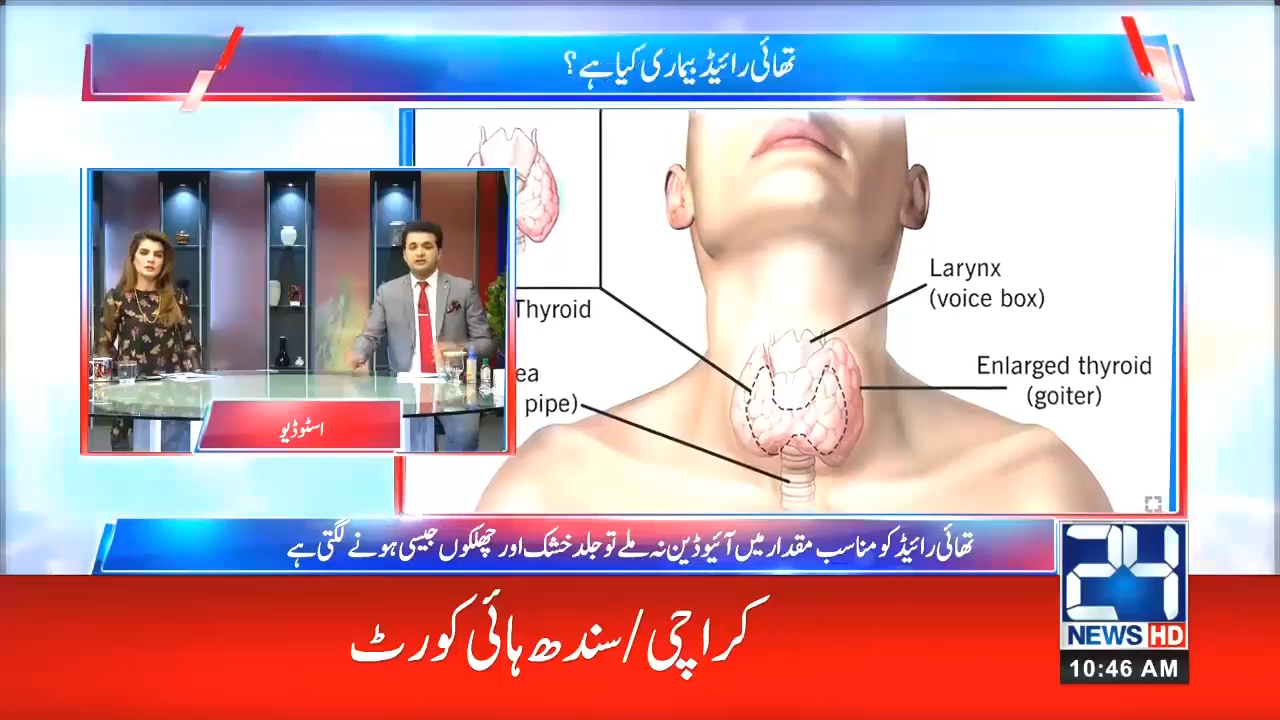 تھائی رائیڈ بیماری کیا ہے؟
Larynx
(voice box)
Thyroid
Enlarged thyroid
(goiter)
ea
pipe)
اسٹوڈیو
تھائی رائیڈ کو مناسب مقدار میں آئیوڈین نہ ملے تو جلد خشک اور چھلکوں جیسی ہونے لگتی ہے
24
NEWS HD
10:46 AM
کراچی/سندھ ہائی کورٹ